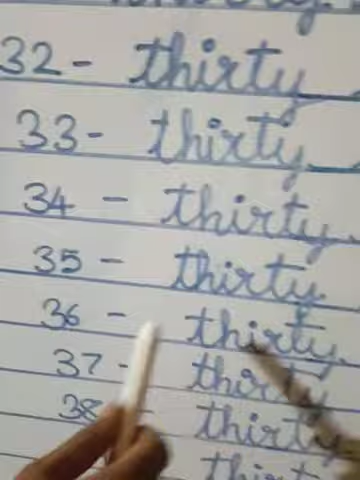 32- thirty
33- thirty
34 - thirty
35 - thirty
36 - thirty
37 - thirty
38 - thirty